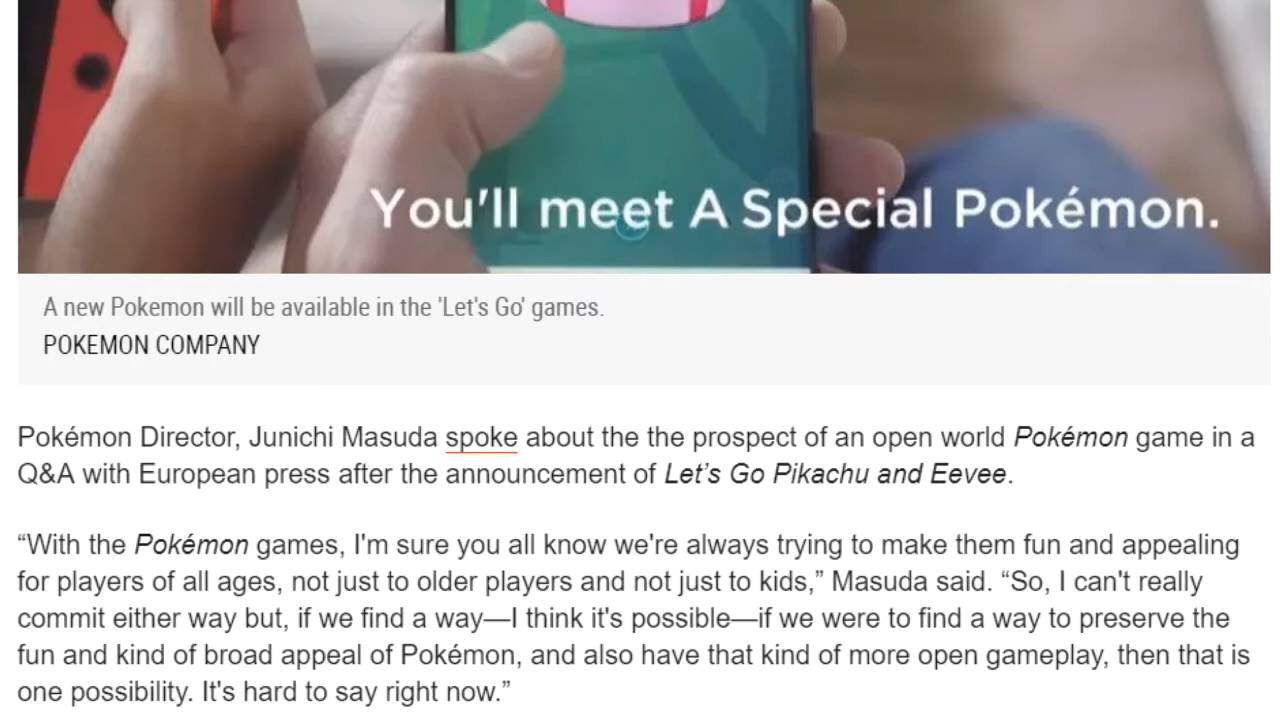 You'll meet A Special Pokémon.
A new Pokemon will be available in the 'Let's Go' games.
POKEMON COMPANY
Pokémon Director, Junichi Masuda spoke about the the prospect of an open world Pokémon game in a
Q&A with European press after the announcement of Let’s Go Pikachu and Eevee.
“With the Pokémon games, I'm sure you all know we're always trying to make them fun and appealing
for players of all ages, not just to older players and not just to kids,” Masuda said. “So, I can't really
commit either way but, if we find a way—I think it's possible—if we were to find a way to preserve the
fun and kind of broad appeal of Pokémon, and also have that kind of more open gameplay, then that is
one possibility. It's hard to say right now.”